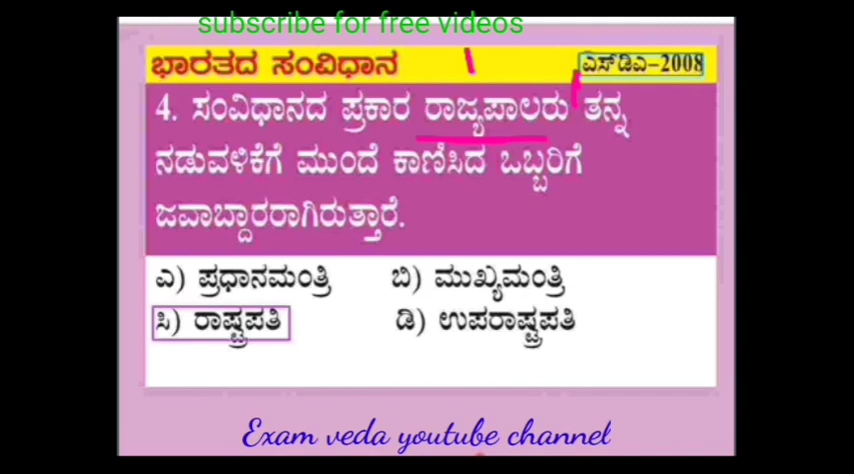 subscribe for free videos
ಭಾರತದ ಸಂವಿಧಾನ ಎಸ್‌ಡಿಎ-2008
4. ಸಂವಿಧಾನದ ಪ್ರಕಾರ ರಾಜ್ಯಪಾಲರು ತನ್ನ
ನಡುವಳಿಕೆಗೆ ಮುಂದೆ ಕಾಣಿಸಿದ ಒಬ್ಬರಿಗೆ
ಜವಾಬ್ದಾರರಾಗಿರುತ್ತಾರೆ.
ಎ) ಪ್ರಧಾನಮಂತ್ರಿ ಬಿ) ಮುಖ್ಯಮಂತ್ರಿ
ಸಿ) ರಾಷ್ಟ್ರಪತಿ ಡಿ) ಉಪರಾಷ್ಟ್ರಪತಿ
Exam veda youtube channel